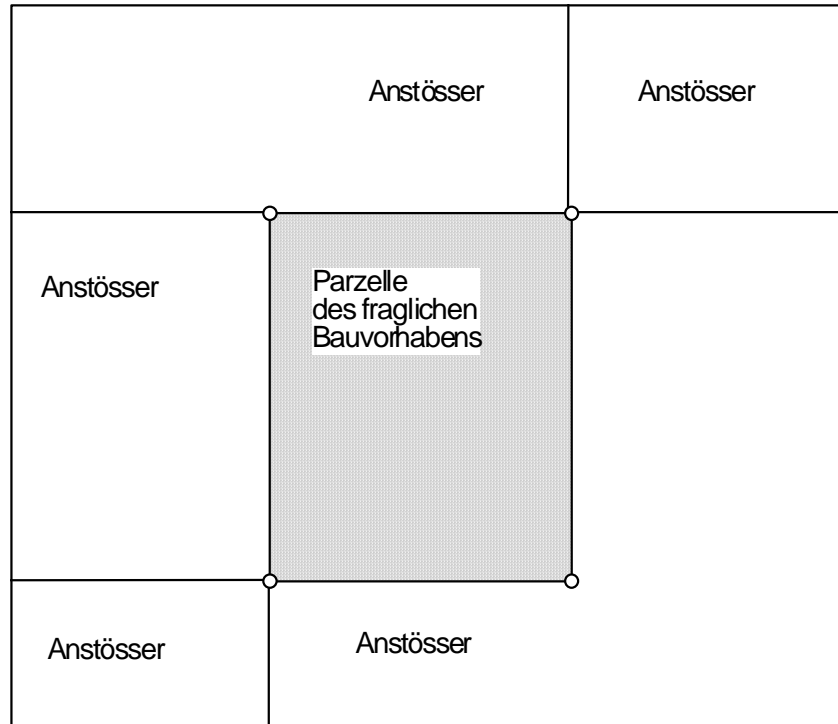 Anstösser
Anstösser
Anstösser
Parzelle
des fraglichen
Bauvorhabens
Anstösser
Anstösser